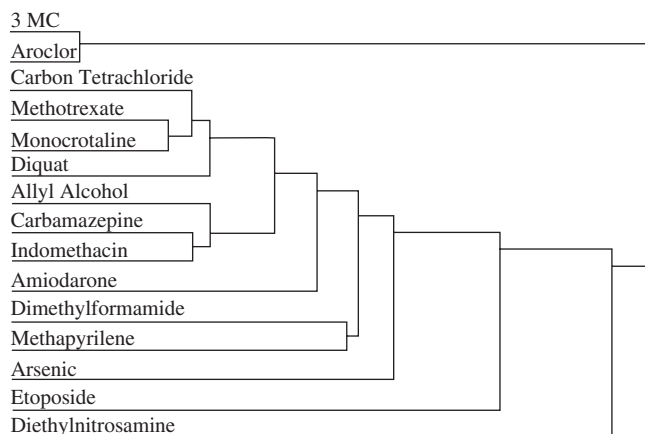 3 MC
Aroclor
Carbon Tetrachloride
Methotrexate
Monocrotaline
Diquat
Allyl Alcohol
Carbamazepine
Indomethacin
Amiodarone
Dimethylformamide
Methapyrilene
Arsenic
Etoposide
Diethylnitrosamine